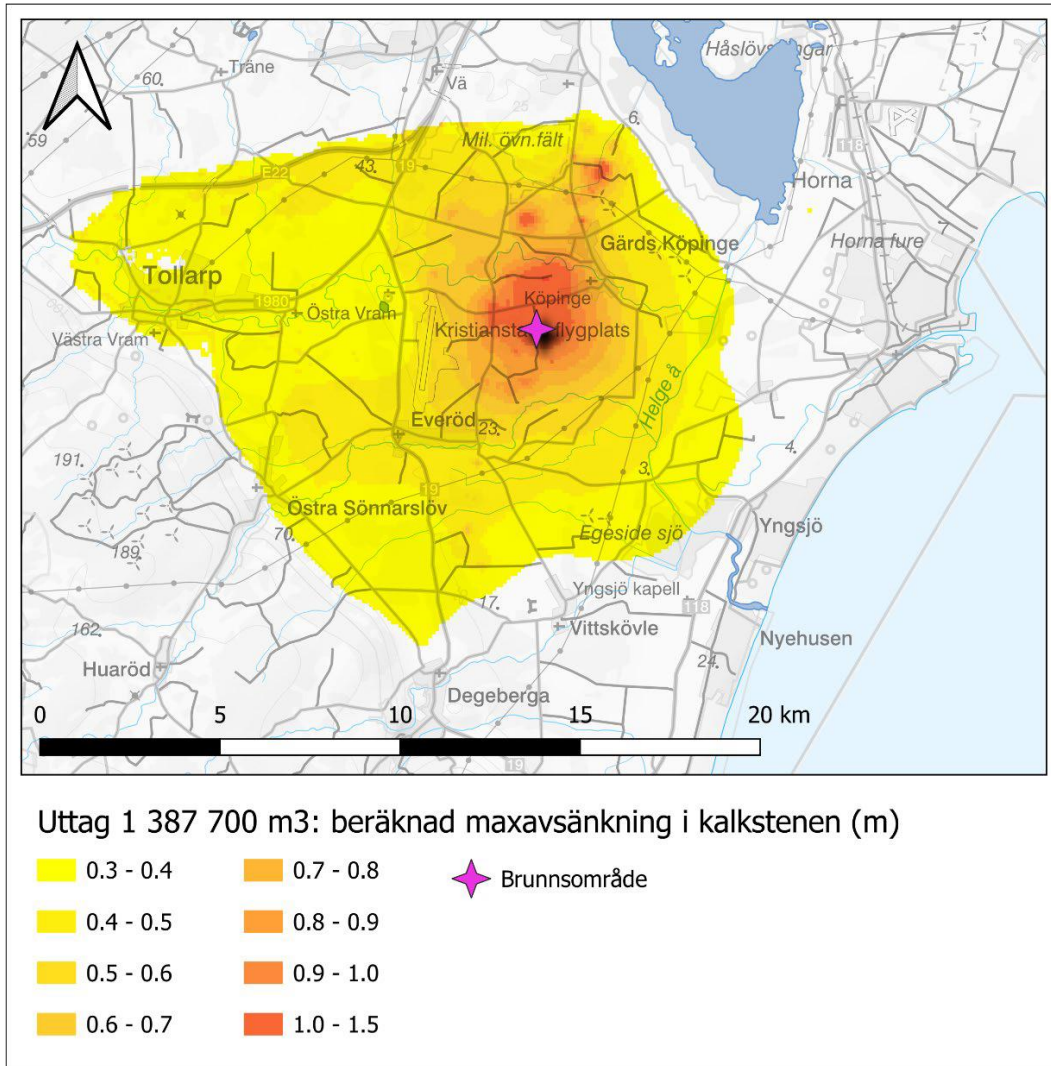 Håslövsängar
60.
Träne
Vä
25
6.
59
Mil. övn.fält
118
E22
43.
19
Horna
Gärds Köpinge
Horna fure
7
Tollarp
1980
Köpinge
Östra Vram
Västra Vram
Kristiansta flygplats
Helge å
Everöd
23.
4.
191.
3.
19
Östra Sönnarslöv
Yngsjö
70.
Egeside sjö
189.
Yngsjö kapell
17.
118
162.
Vittskövle
Nyehusen
24.
Huaröd
Degeberga
0 5 10 15 20 km
19
Uttag 1 387 700 m3: beräknad maxavsänkning i kalkstenen (m)
0.3 - 0.4
0.4 - 0.5
0.5 - 0.6
0.6 - 0.7
0.7 - 0.8
0.8 - 0.9
0.9 - 1.0
1.0 - 1.5
Brunnsområde